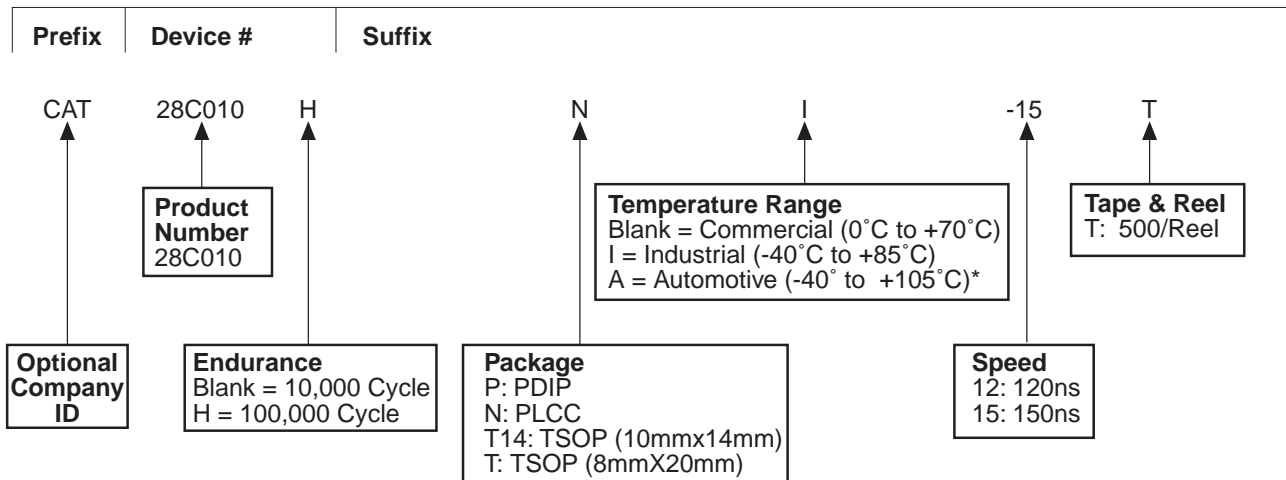 Prefix Device # Suffix
CAT 28C010 H N I -15 T
Product
Number
28C010
Temperature Range
Blank = Commercial (0˚C to +70˚C)
I = Industrial (-40˚C to +85˚C)
A = Automotive (-40˚ to +105˚C)*
Tape & Reel
T: 500/Reel
Optional
Company
ID
Endurance
Blank = 10,000 Cycle
H = 100,000 Cycle
Package
P: PDIP
N: PLCC
T14: TSOP (10mmx14mm)
T: TSOP (8mmX20mm)
Speed
12: 120ns
15: 150ns